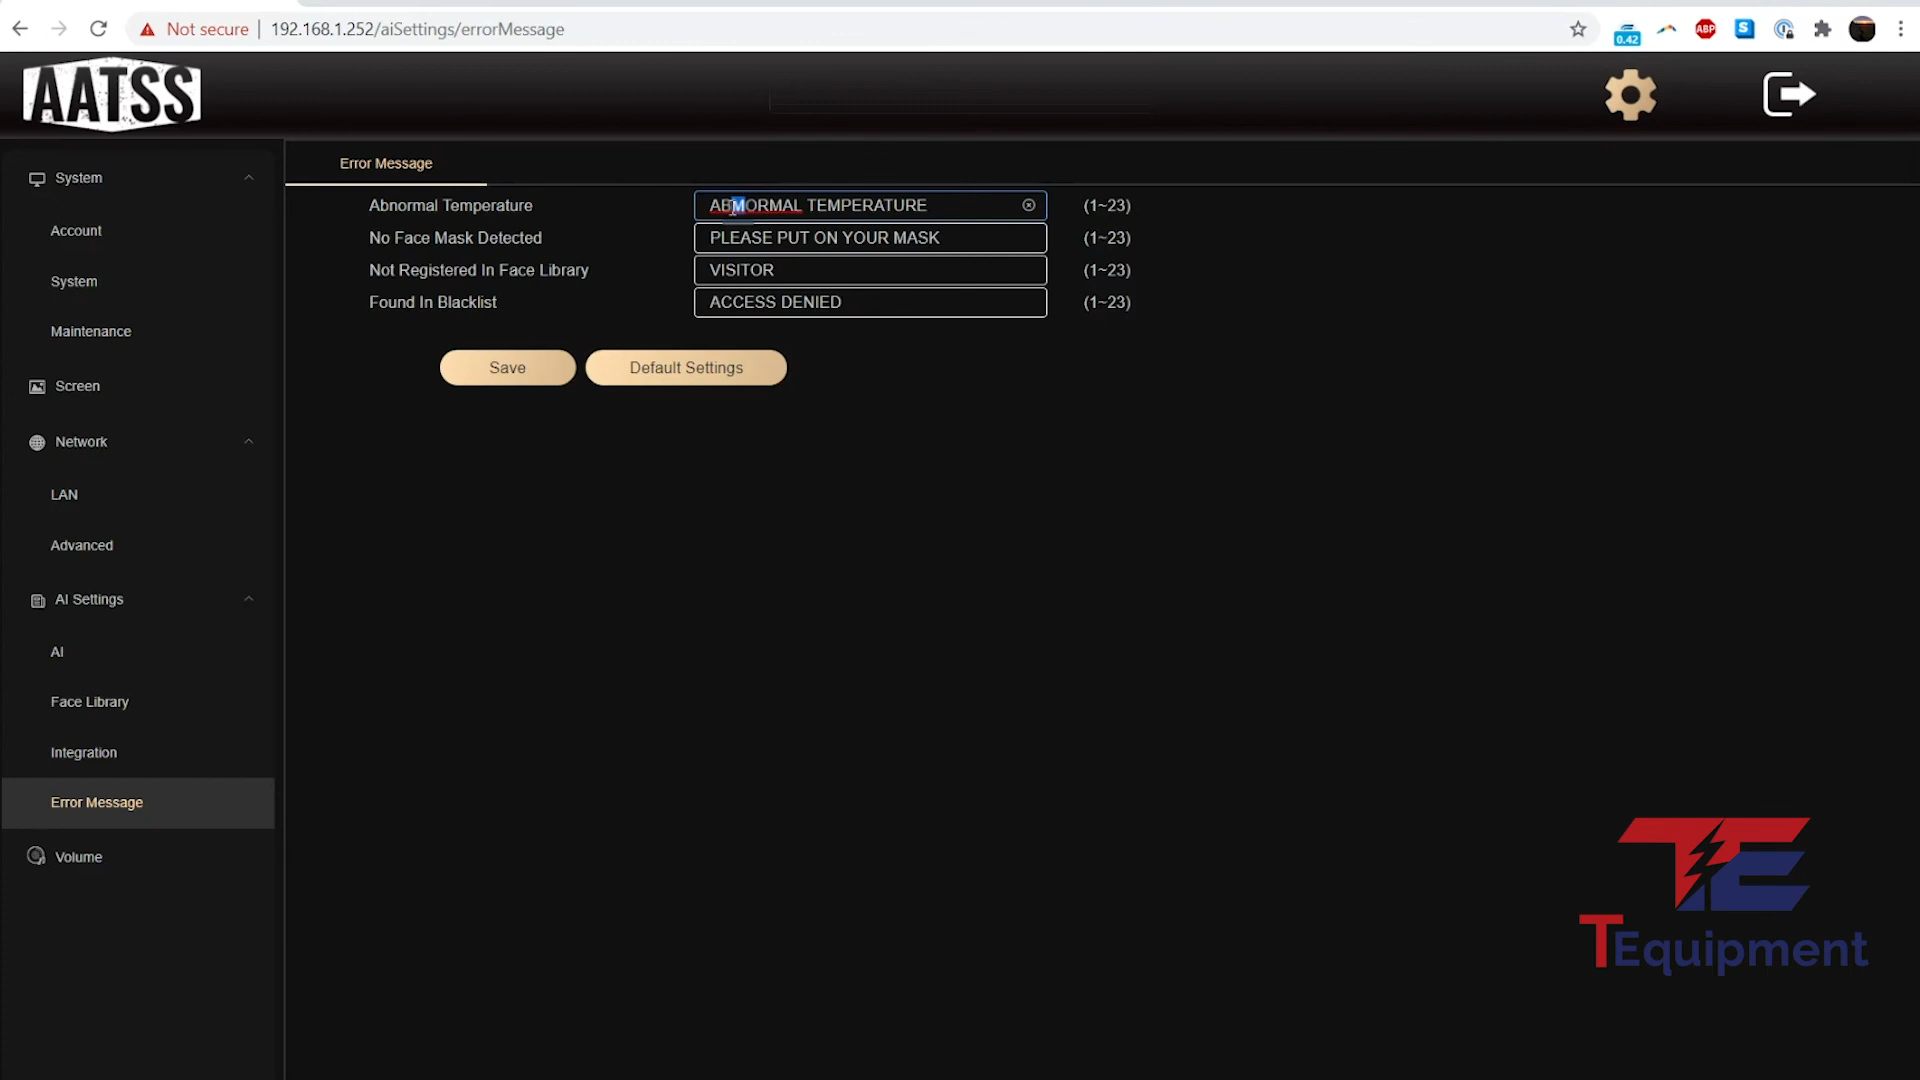 Not secure | 192.168.1.252/aiSettings/errorMessage
ABP
S
0.42
AATSS
System
Account
System
Maintenance
Screen
Network
LAN
Advanced
AI Settings
AI
Face Library
Integration
Error Message
Volume
Error Message
Abnormal Temperature ABMORMAL TEMPERATURE (1~23)
No Face Mask Detected PLEASE PUT ON YOUR MASK (1~23)
Not Registered In Face Library VISITOR (1~23)
Found In Blacklist ACCESS DENIED (1~23)
Save Default Settings
TE
TEquipment